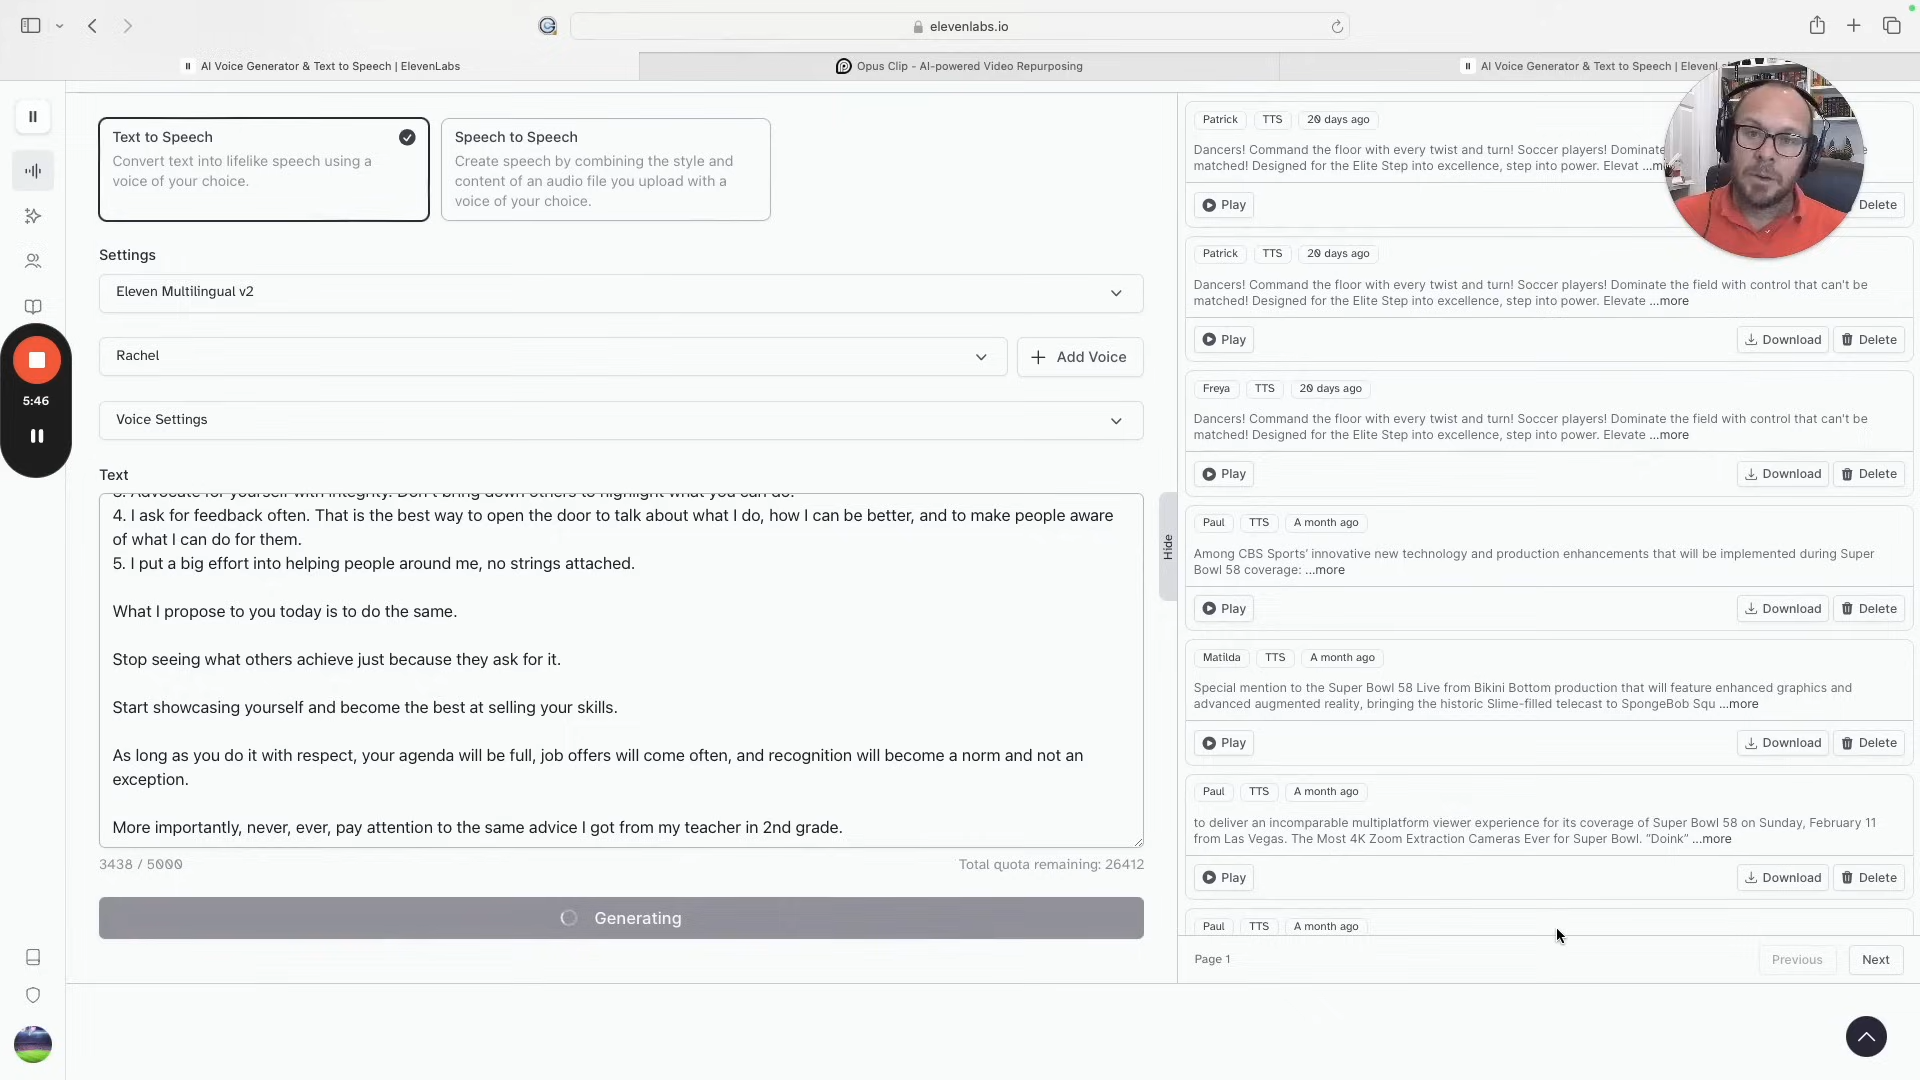 elevenlabs.io
AI Voice Generator & Text to Speech | ElevenLabs
Opus Clip - AI-powered Video Repurposing
AI Voice Generator & Text to Speech | ElevenL
Text to Speech
Convert text into lifelike speech using a
voice of your choice.
Speech to Speech
Create speech by combining the style and
content of an audio file you upload with a
voice of your choice.
Settings
Eleven Multilingual v2
Rachel
Add Voice
Voice Settings
5:46
Text
3. Advocate for yourself with integrity. Don't bring down others to highlight what you can do.
4. I ask for feedback often. That is the best way to open the door to talk about what I do, how I can be better, and to make people aware
of what I can do for them.
5. I put a big effort into helping people around me, no strings attached.
What I propose to you today is to do the same.
Stop seeing what others achieve just because they ask for it.
Start showcasing yourself and become the best at selling your skills.
As long as you do it with respect, your agenda will be full, job offers will come often, and recognition will become a norm and not an
exception.
More importantly, never, ever, pay attention to the same advice I got from my teacher in 2nd grade.
3438 / 5000
Total quota remaining: 26412
Generating
Hide
Patrick TTS 20 days ago
Dancers! Command the floor with every twist and turn! Soccer players! Dominate
matched! Designed for the Elite Step into excellence, step into power. Elevat ...m
Play
Delete
Patrick TTS 20 days ago
Dancers! Command the floor with every twist and turn! Soccer players! Dominate the field with control that can't be
matched! Designed for the Elite Step into excellence, step into power. Elevate ...more
Play Download Delete
Freya TTS 20 days ago
Dancers! Command the floor with every twist and turn! Soccer players! Dominate the field with control that can't be
matched! Designed for the Elite Step into excellence, step into power. Elevate ...more
Play Download Delete
Paul TTS A month ago
Among CBS Sports' innovative new technology and production enhancements that will be implemented during Super
Bowl 58 coverage: ...more
Play Download Delete
Matilda TTS A month ago
Special mention to the Super Bowl 58 Live from Bikini Bottom production that will feature enhanced graphics and
advanced augmented reality, bringing the historic Slime-filled telecast to SpongeBob Squ ...more
Play Download Delete
Paul TTS A month ago
to deliver an incomparable multiplatform viewer experience for its coverage of Super Bowl 58 on Sunday, February 11
from Las Vegas. The Most 4K Zoom Extraction Cameras Ever for Super Bowl. "Doink" ...more
Play Download Delete
Paul TTS A month ago
Page 1
Previous Next